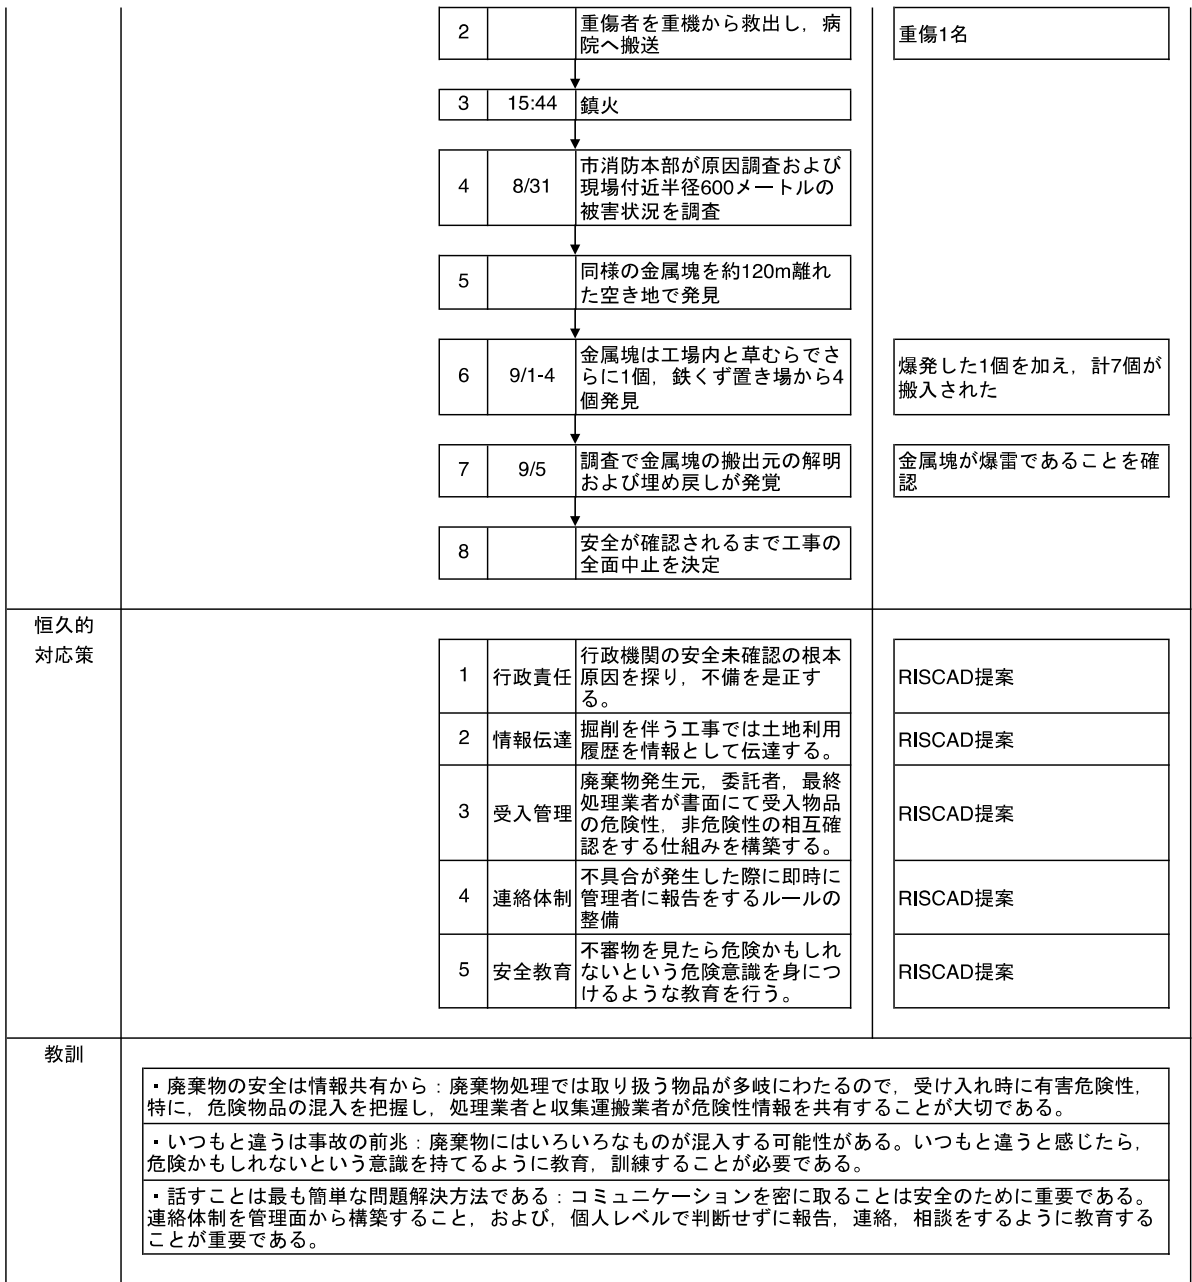 2
重傷者を重機から救出し，病
院へ搬送
重傷1名
3
15:44
鎮火
4
8/31
市消防本部が原因調査および
現場付近半径600メートルの
被害状況を調査
5
同様の金属塊を約120m離れ
た空き地で発見
6
9/1-4
金属塊は工場内と草むらでさ
らに1個，鉄くず置き場から4
個発見
爆発した1個を加え，計7個が
搬入された
7
9/5
調査で金属塊の搬出元の解明
および埋め戻しが発覚
金属塊が爆雷であることを確
認
8
安全が確認されるまで工事の
全面中止を決定
恒久的
対応策
1
行政責任
行政機関の安全未確認の根本
原因を探り，不備を是正す
る。
RISCAD提案
2
情報伝達
掘削を伴う工事では土地利用
履歴を情報として伝達する。
RISCAD提案
3
受入管理
廃棄物発生元，委託者，最終
処理業者が書面にて受入物品
の危険性，非危険性の相互確
認をする仕組みを構築する。
RISCAD提案
4
連絡体制
不具合が発生した際に即時に
管理者に報告をするルールの
整備
RISCAD提案
5
安全教育
不審物を見たら危険かもしれ
ないという危険意識を身につ
けるような教育を行う。
RISCAD提案
教訓
・廃棄物の安全は情報共有から：廃棄物処理では取り扱う物品が多岐にわたるので，受け入れ時に有害危険性，
特に，危険物品の混入を把握し，処理業者と収集運搬業者が危険性情報を共有することが大切である。
・いつもと違うは事故の前兆：廃棄物にはいろいろなものが混入する可能性がある。いつもと違うと感じたら，
危険かもしれないという意識を持てるように教育，訓練することが必要である。
・話すことは最も簡単な問題解決方法である：コミュニケーションを密に取ることは安全のために重要である。
連絡体制を管理面から構築すること，および，個人レベルで判断せずに報告，連絡，相談をするように教育する
ことが重要である。